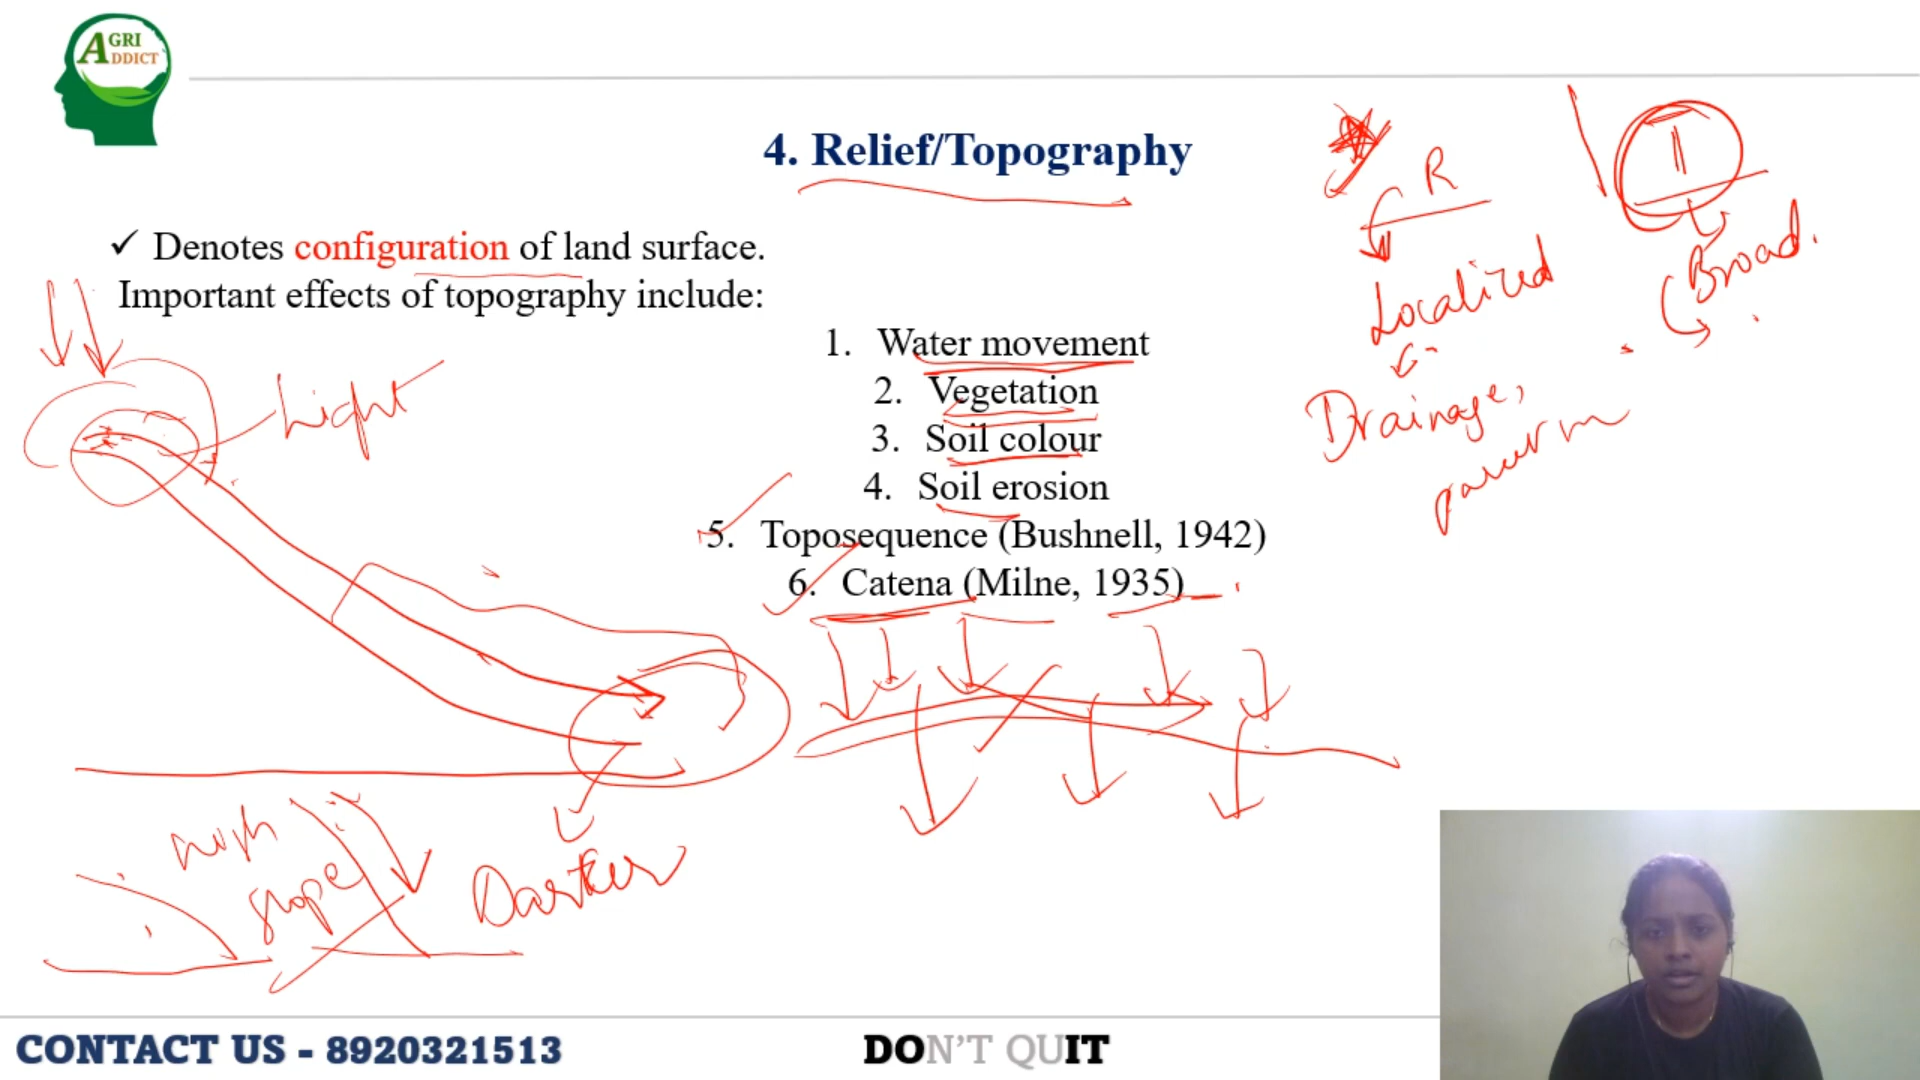 AGRI
ADDICT
4. Relief/Topography
R
T
✓ Denotes configuration of land surface.
Broad.
Localized
Important effects of topography include:
1. Water movement
Light
2. Vegetation
Drainage,
3. Soil colour
4. Soil erosion
5. Toposequence (Bushnell, 1942)
6. Catena (Milne, 1935)
high
slope
Darker
CONTACT US - 8920321513
DON'T QUIT